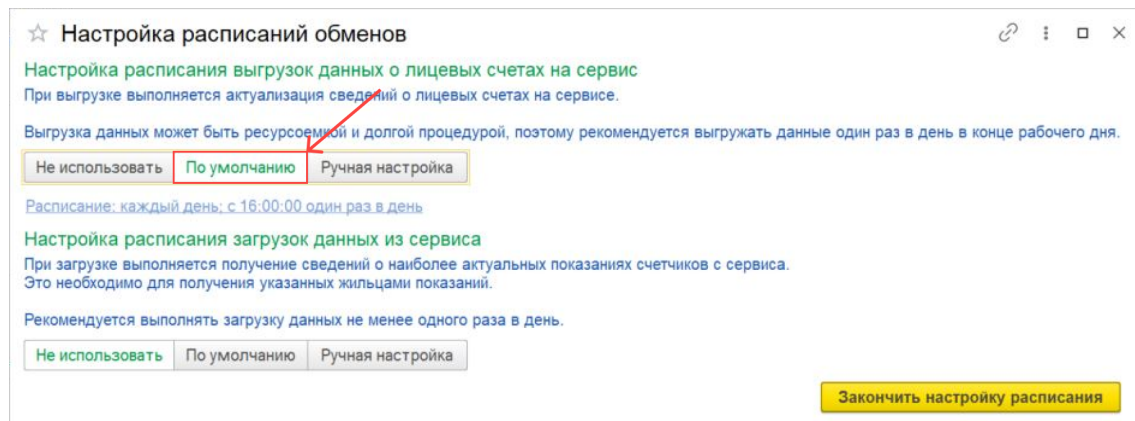 Настройка расписаний обменов
Настройка расписания выгрузок данных о лицевых счетах на сервис
При выгрузке выполняется актуализация сведений о лицевых счетах на сервисе.
Выгрузка данных может быть ресурсоемкой и долгой процедурой, поэтому рекомендуется выгружать данные один раз в день в конце рабочего дня.
Не использовать По умолчанию Ручная настройка
Расписание: каждый день; с 16:00:00 один раз в день
Настройка расписания загрузок данных из сервиса
При загрузке выполняется получение сведений о наиболее актуальных показаниях счетчиков с сервиса.
Это необходимо для получения указанных жильцами показаний.
Рекомендуется выполнять загрузку данных не менее одного раза в день.
Не использовать По умолчанию Ручная настройка
Закончить настройку расписания